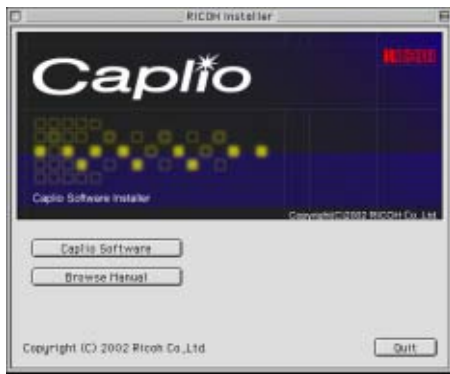 RICOH Installer
Caplio
RICOH
Caplio Software Installer
Copyright(C)2002 RICOH Co.,Ltd.
Caplio Software
Browse Manual
Copyright (C) 2002 Ricoh Co.,Ltd
Quit